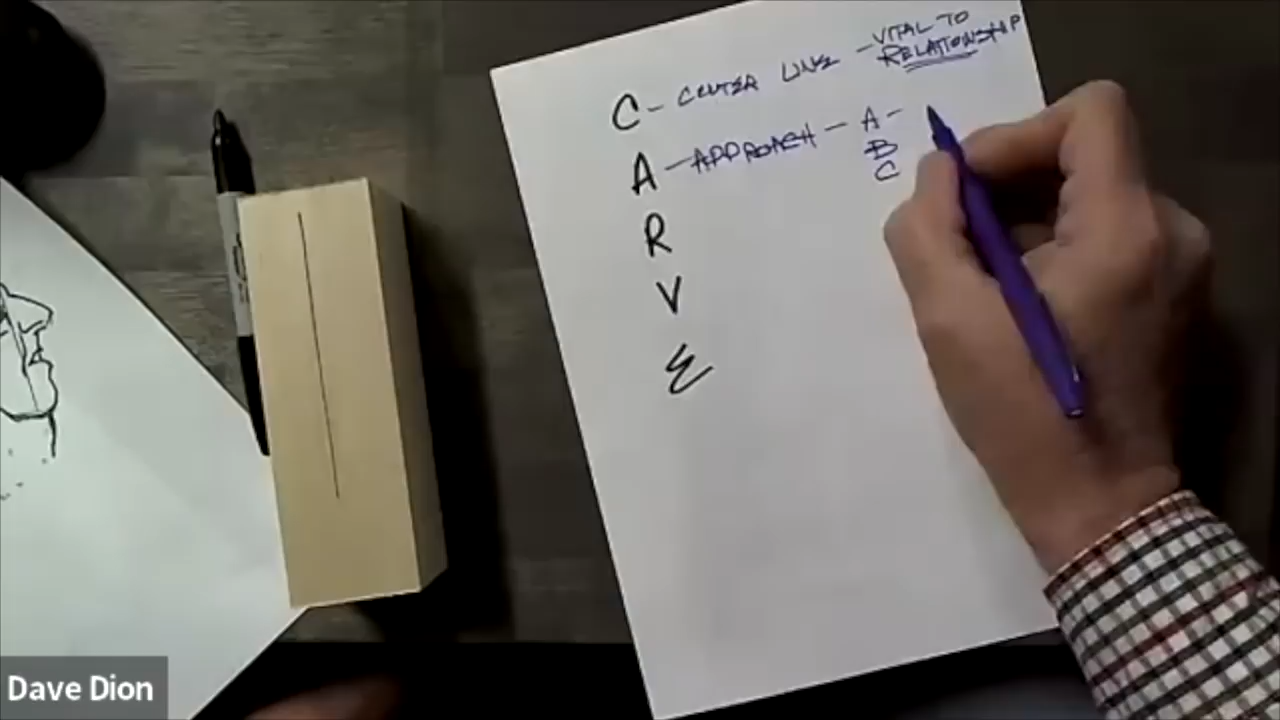 C - CENTER LINE - VITAL TO
RELATIONSHIP
A - APPROACH - A -
B
C
R
V
E
Dave Dion